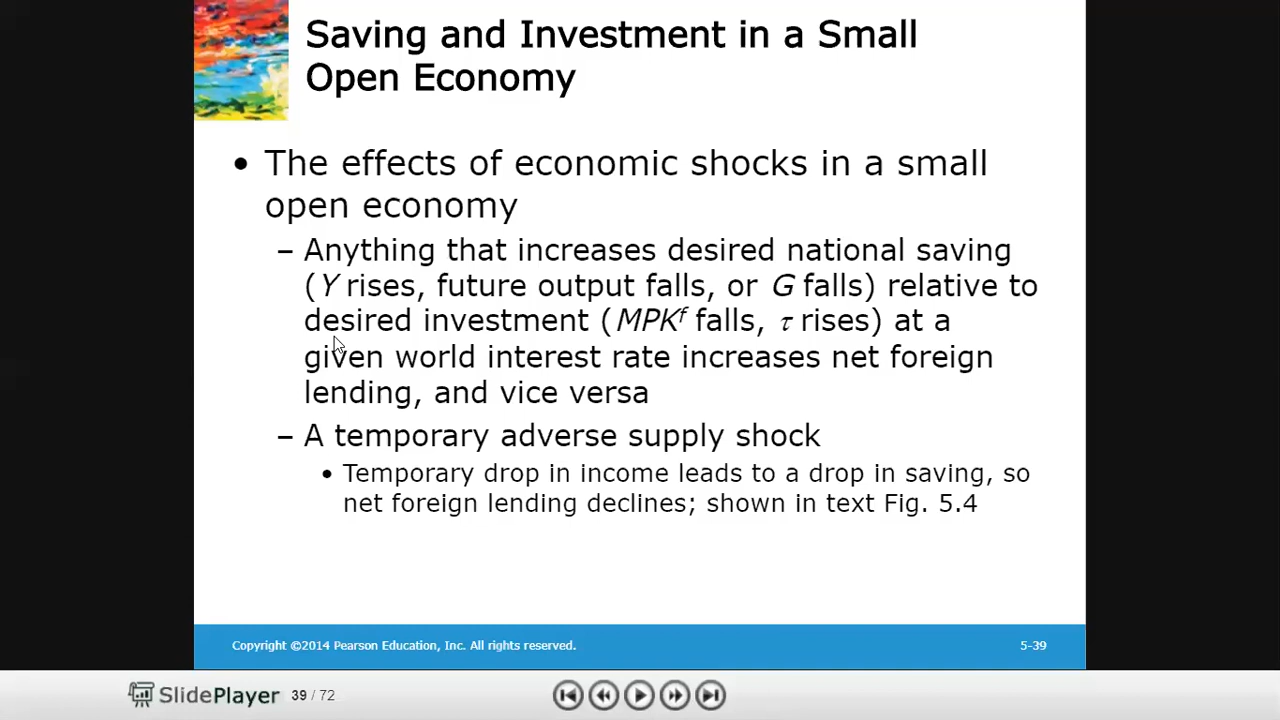 Saving and Investment in a Small
Open Economy
• The effects of economic shocks in a small
open economy
– Anything that increases desired national saving
(Y rises, future output falls, or G falls) relative to
desired investment (MPKᶠ falls, τ rises) at a
given world interest rate increases net foreign
lending, and vice versa
– A temporary adverse supply shock
• Temporary drop in income leads to a drop in saving, so
net foreign lending declines; shown in text Fig. 5.4
Copyright ©2014 Pearson Education, Inc. All rights reserved.
5-39
SlidePlayer 39 / 72